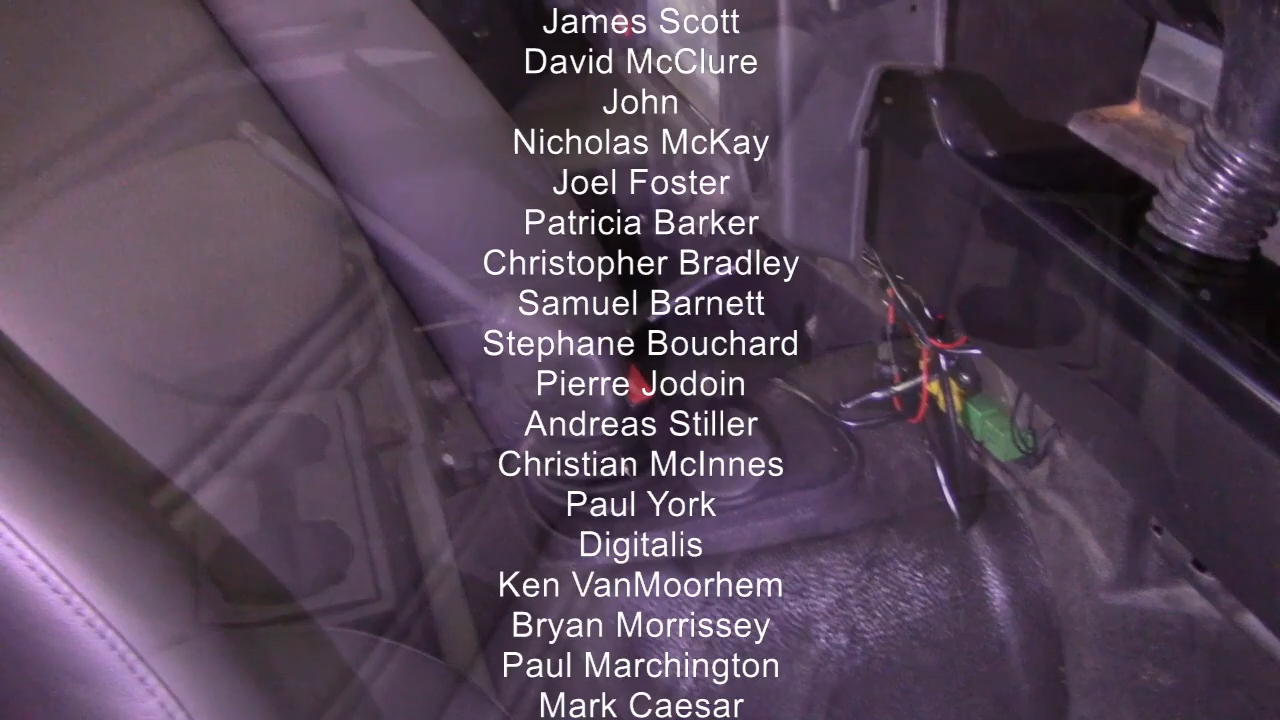 James Scott
David McClure
John
Nicholas McKay
Joel Foster
Patricia Barker
Christopher Bradley
Samuel Barnett
Stephane Bouchard
Pierre Jodoin
Andreas Stiller
Christian McInnes
Paul York
Digitalis
Ken VanMoorhem
Bryan Morrissey
Paul Marchington
Mark Caesar